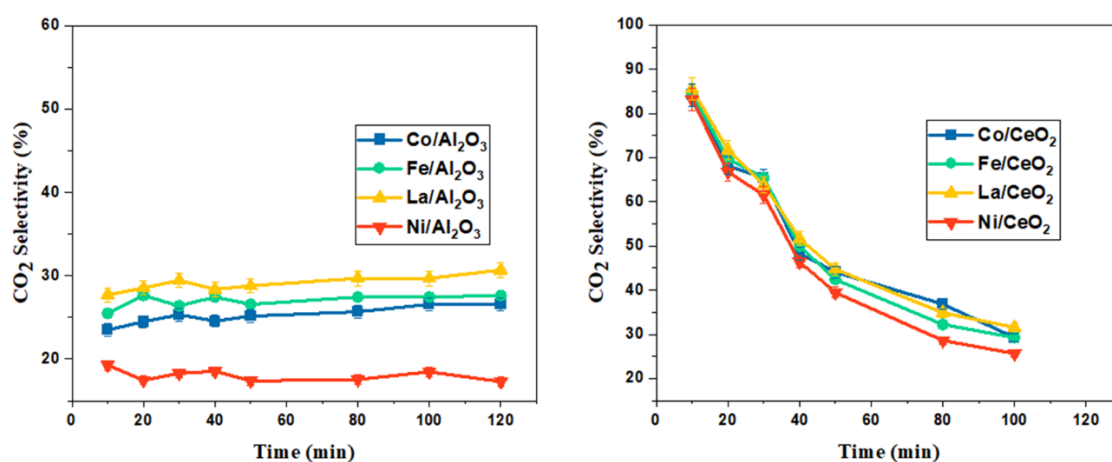 60
50
40
30
20
CO₂ Selectivity (%)
Co/Al₂O₃
Fe/Al₂O₃
La/Al₂O₃
Ni/Al₂O₃
0 20 40 60 80 100 120
Time (min)
100
90
80
70
60
50
40
30
20
CO₂ Selectivity (%)
Co/CeO₂
Fe/CeO₂
La/CeO₂
Ni/CeO₂
0 20 40 60 80 100 120
Time (min)